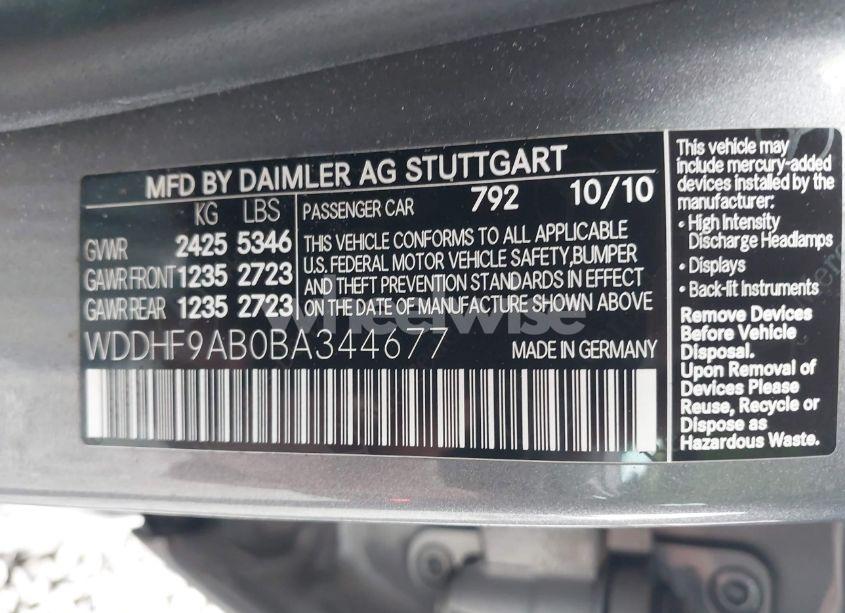 MFD BY DAIMLER AG STUTTGART
KG LBS
GVWR 2425 5346
GAWR FRONT 1235 2723
GAWR REAR 1235 2723
PASSENGER CAR 792 10/10
THIS VEHICLE CONFORMS TO ALL APPLICABLE
U.S. FEDERAL MOTOR VEHICLE SAFETY,BUMPER
AND THEFT PREVENTION STANDARDS IN EFFECT
ON THE DATE OF MANUFACTURE SHOWN ABOVE
wheelwise
WDDHF9AB0BA344677 MADE IN GERMANY
This vehicle may
include mercury-added
devices installed by the
manufacturer:
• High Intensity
Discharge Headlamps
• Displays
• Back-lit Instruments
Remove Devices
Before Vehicle
Disposal.
Upon Removal of
Devices Please
Reuse, Recycle or
Dispose as
Hazardous Waste.